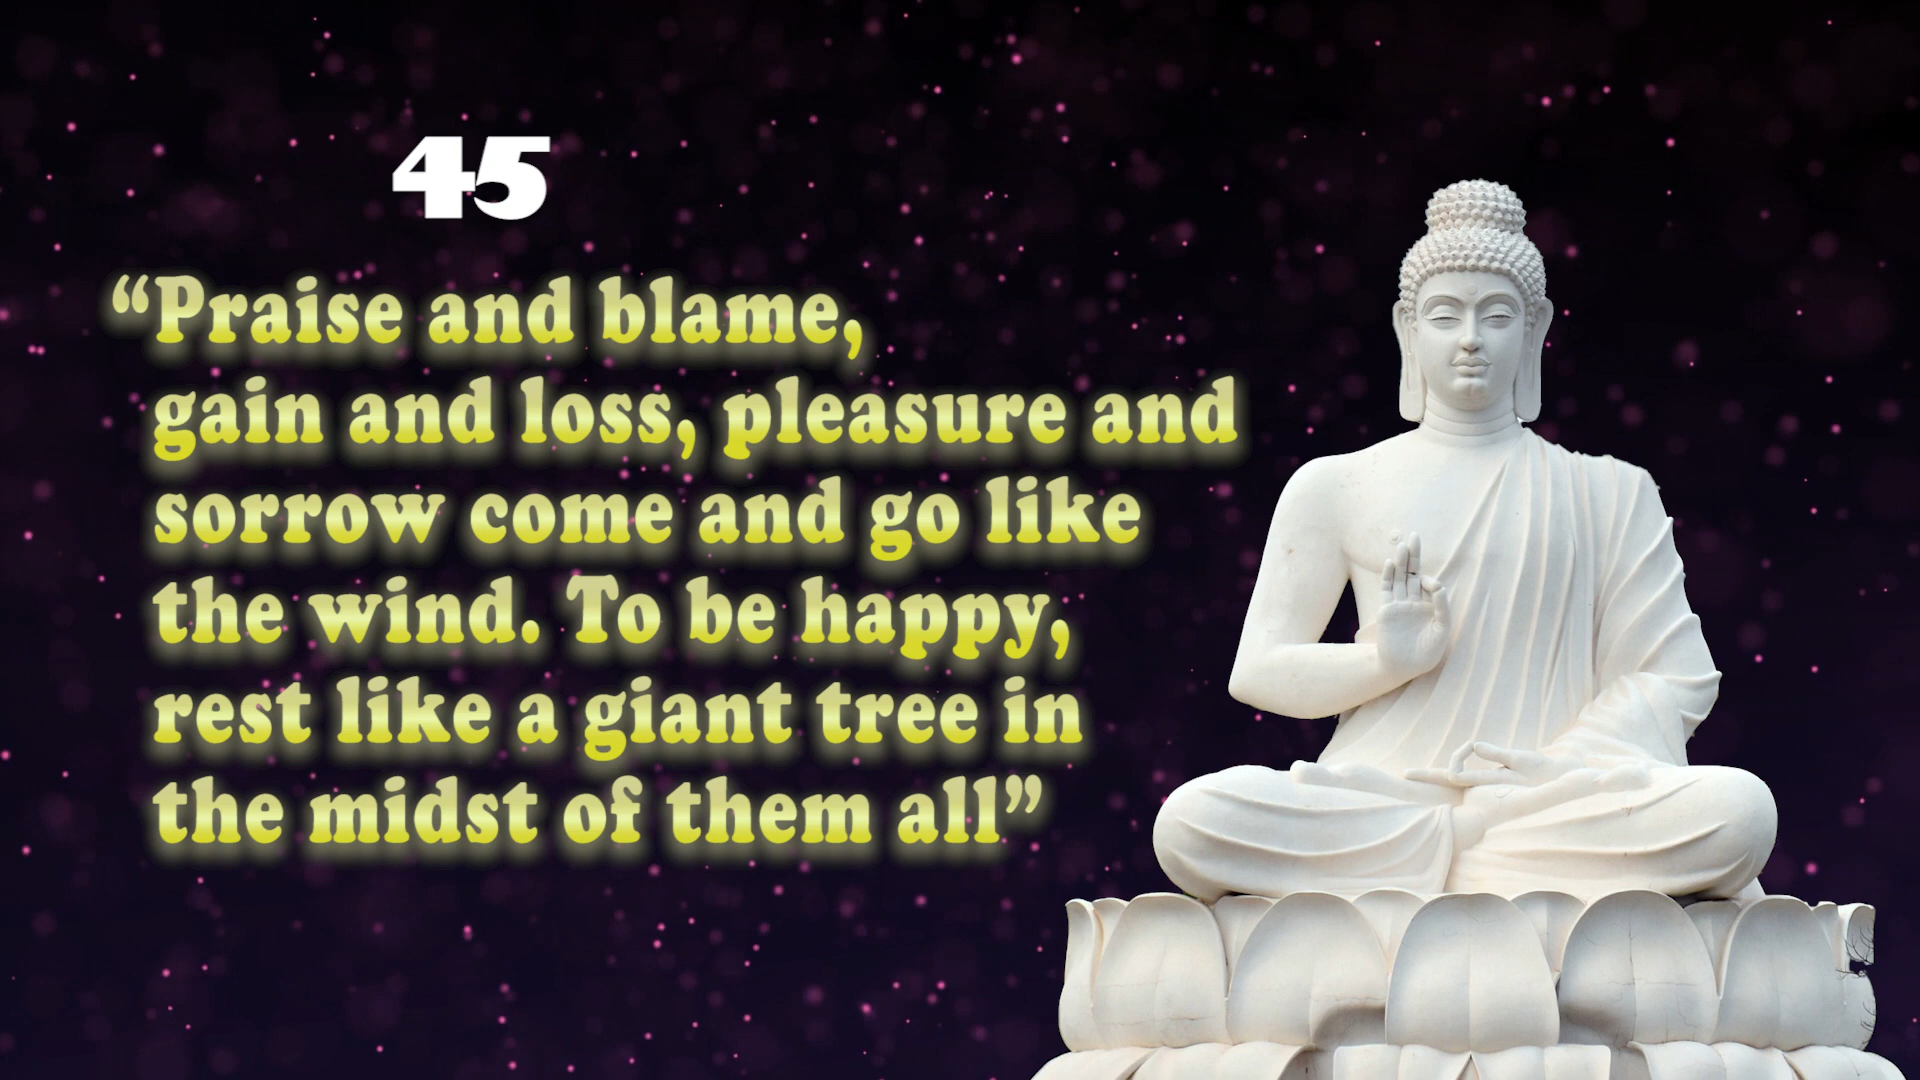 45
“Praise and blame,
gain and loss, pleasure and
sorrow come and go like
the wind. To be happy,
rest like a giant tree in
the midst of them all”